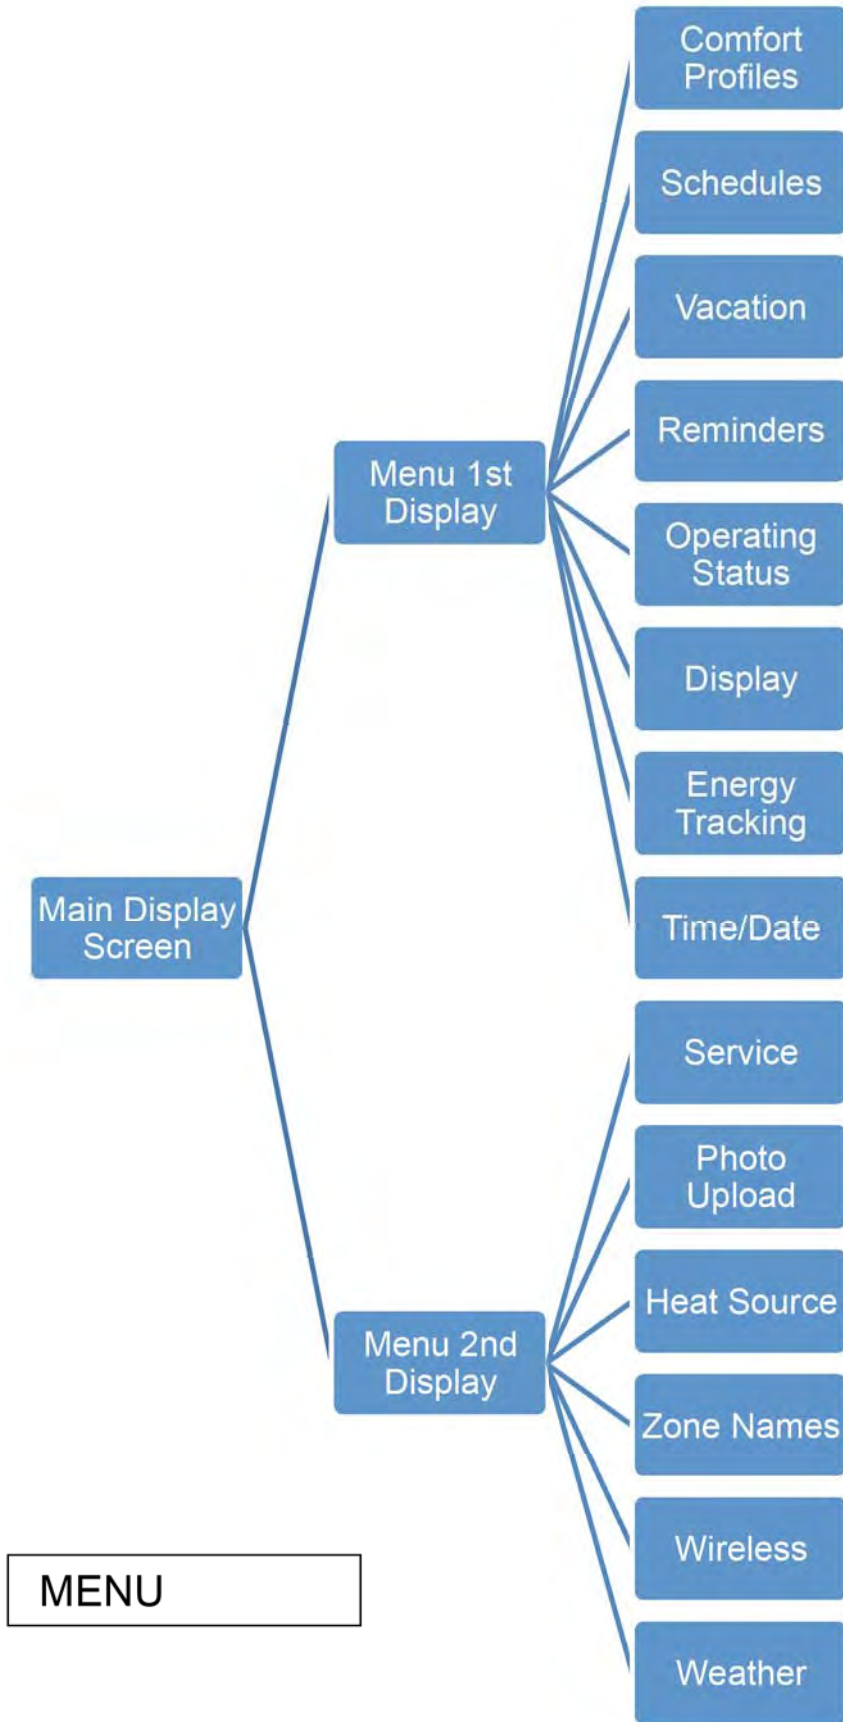 Comfort
Profiles
Schedules
Vacation
Reminders
Menu 1st
Display
Operating
Status
Display
Energy
Tracking
Main Display
Screen
Time/Date
Service
Photo
Upload
Heat Source
Menu 2nd
Display
Zone Names
Wireless
MENU
Weather